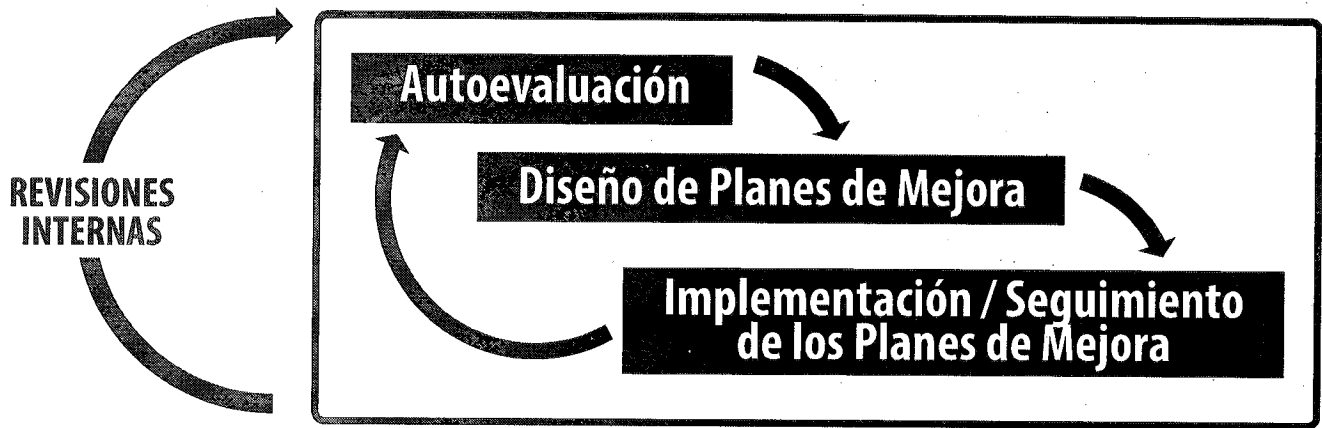 Autoevaluación
Diseño de Planes de Mejora
REVISIONES
INTERNAS
Implementación / Seguimiento
de los Planes de Mejora